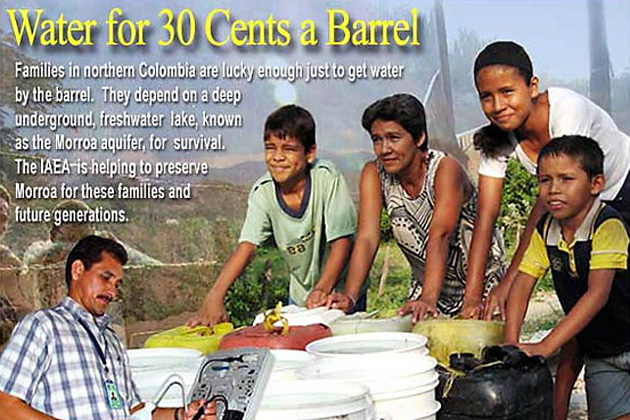 Water for 30 Cents a Barrel
Families in northern Colombia are lucky enough just to get water
by the barrel. They depend on a deep
underground, freshwater lake, known
as the Morroa aquifer, for survival.
The IAEA is helping to preserve
Morroa for these families and
future generations.